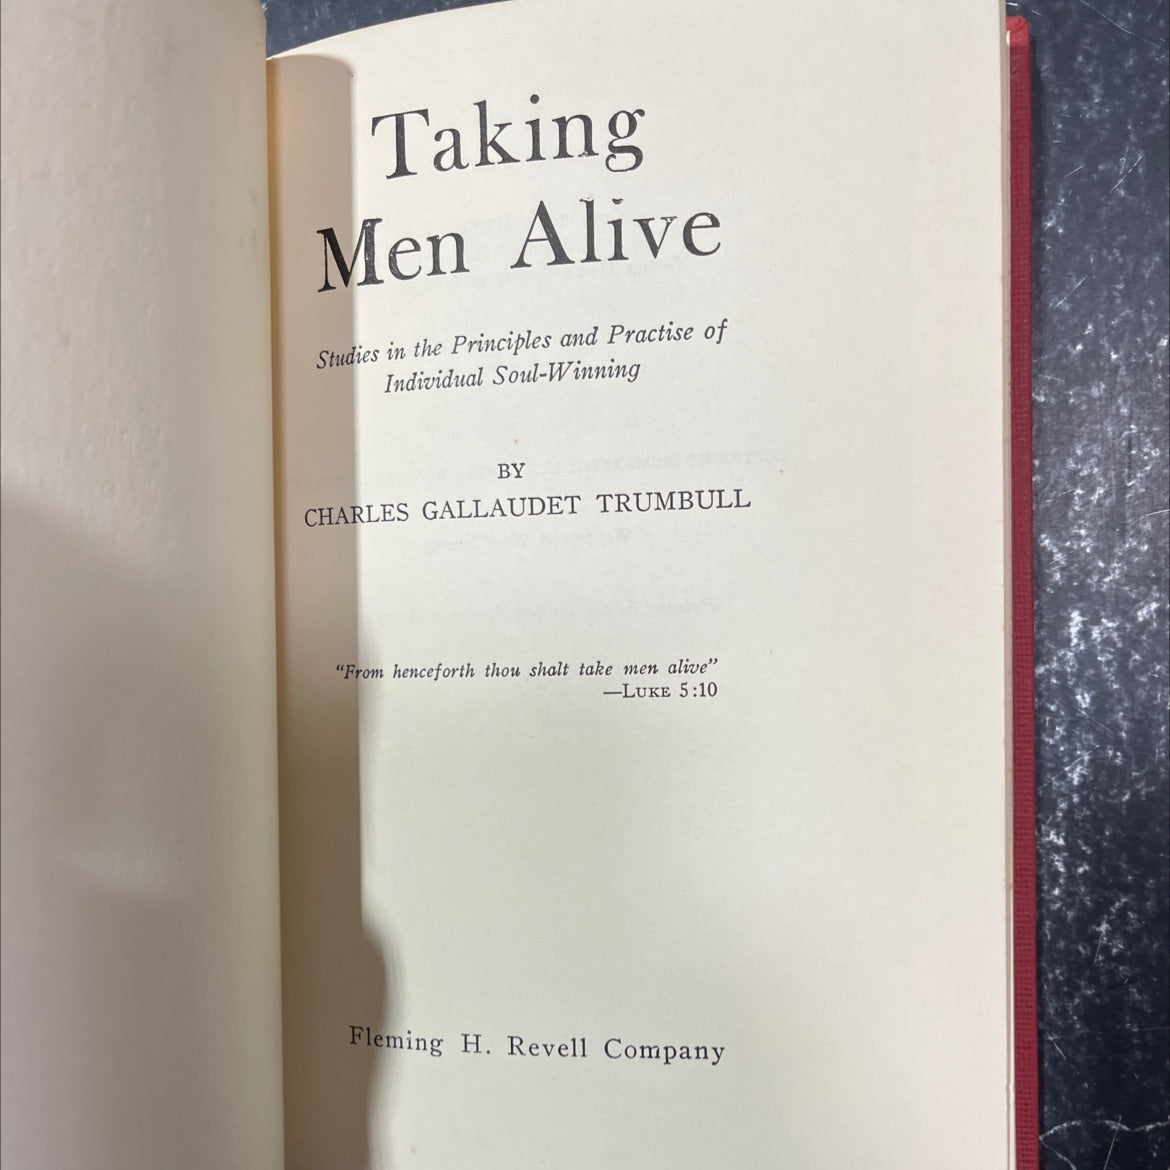 Taking
Men Alive
Studies in the Principles and Practise of
Individual Soul-Winning
BY
CHARLES GALLAUDET TRUMBULL
“From henceforth thou shalt take men alive”
—LUKE 5:10
Fleming H. Revell Company